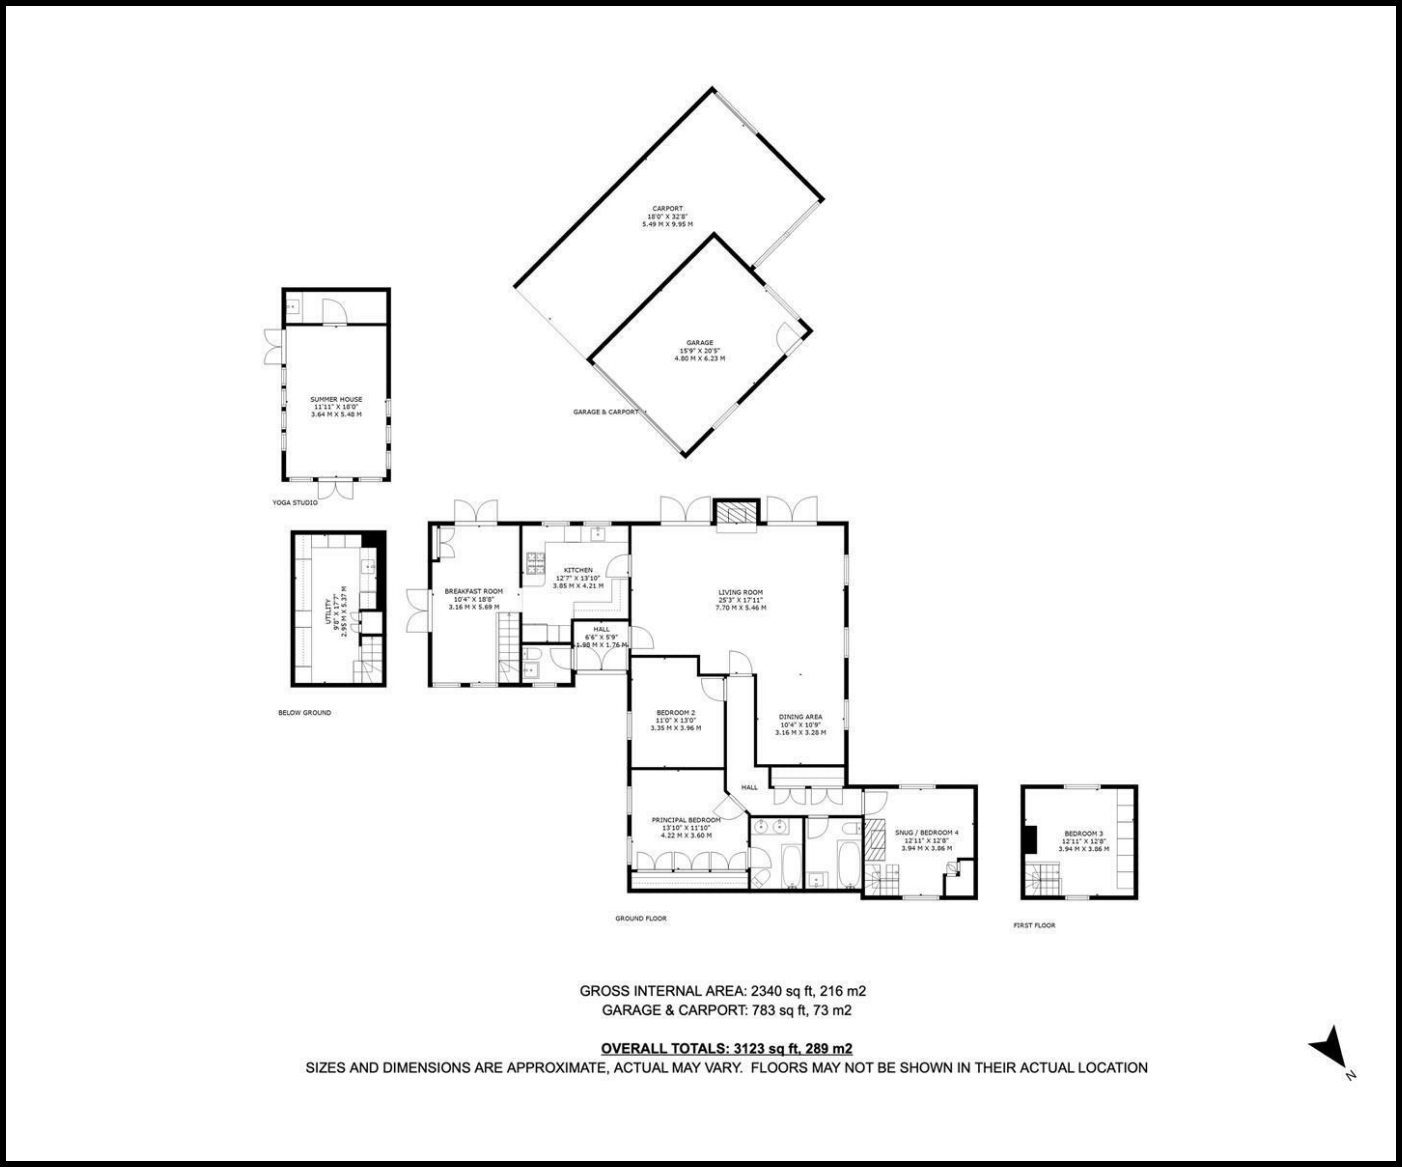 CARPORT
18'0" X 32'8"
5.49 M X 9.95 M
GARAGE
15'9" X 20'5"
4.80 M X 6.23 M
GARAGE & CARPORT
SUMMER HOUSE
11'11" X 18'0"
3.64 M X 5.48 M
YOGA STUDIO
UTILITY
9'8" X 17'7"
2.95 M X 5.37 M
BELOW GROUND
BREAKFAST ROOM
10'4" X 18'8"
3.16 M X 5.69 M
KITCHEN
12'7" X 13'10"
3.85 M X 4.21 M
HALL
6'6" X 5'9"
1.98 M X 1.76 M
LIVING ROOM
25'3" X 17'11"
7.70 M X 5.46 M
BEDROOM 2
11'0" X 13'0"
3.35 M X 3.96 M
DINING AREA
10'4" X 10'9"
3.16 M X 3.28 M
HALL
PRINCIPAL BEDROOM
13'10" X 11'10"
4.22 M X 3.60 M
SNUG / BEDROOM 4
12'11" X 12'8"
3.94 M X 3.86 M
BEDROOM 3
12'11" X 12'8"
3.94 M X 3.86 M
GROUND FLOOR
FIRST FLOOR
GROSS INTERNAL AREA: 2340 sq ft, 216 m2
GARAGE & CARPORT: 783 sq ft, 73 m2
OVERALL TOTALS: 3123 sq ft, 289 m2
SIZES AND DIMENSIONS ARE APPROXIMATE, ACTUAL MAY VARY. FLOORS MAY NOT BE SHOWN IN THEIR ACTUAL LOCATION
N